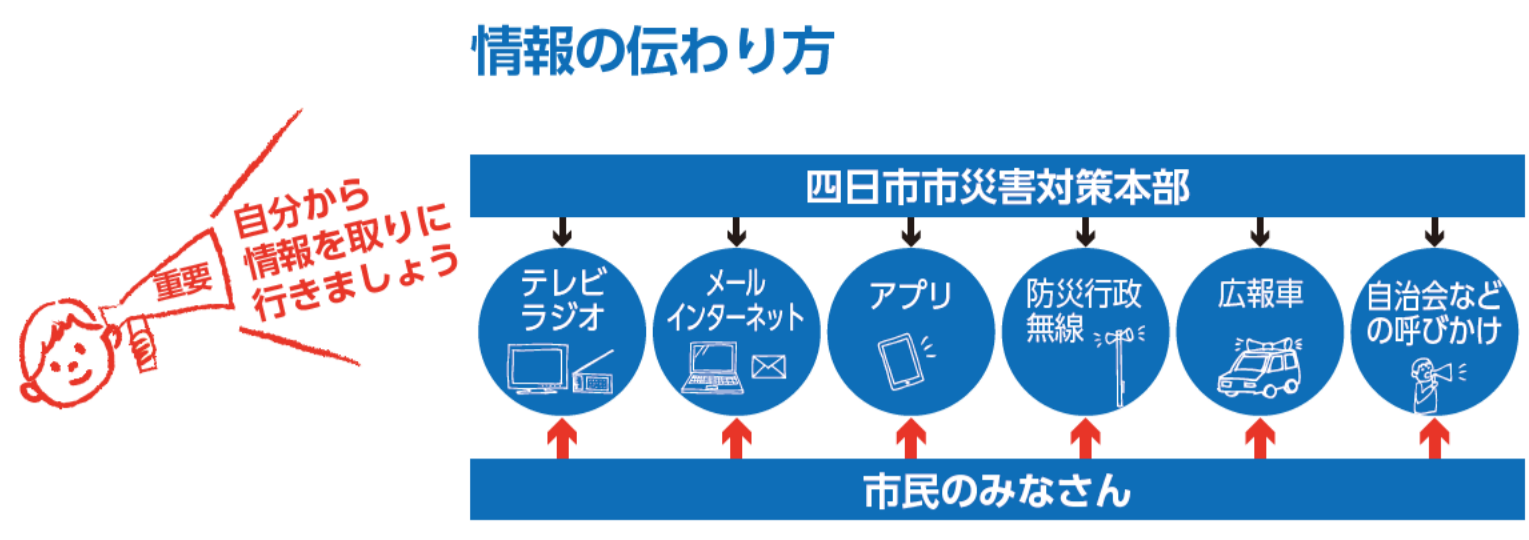 情報の伝わり方
重要
自分から
情報を取りに
行きましょう
四日市市災害対策本部
テレビ
ラジオ
メール
インターネット
アプリ
防災行政
無線
広報車
自治会など
の呼びかけ
市民のみなさん